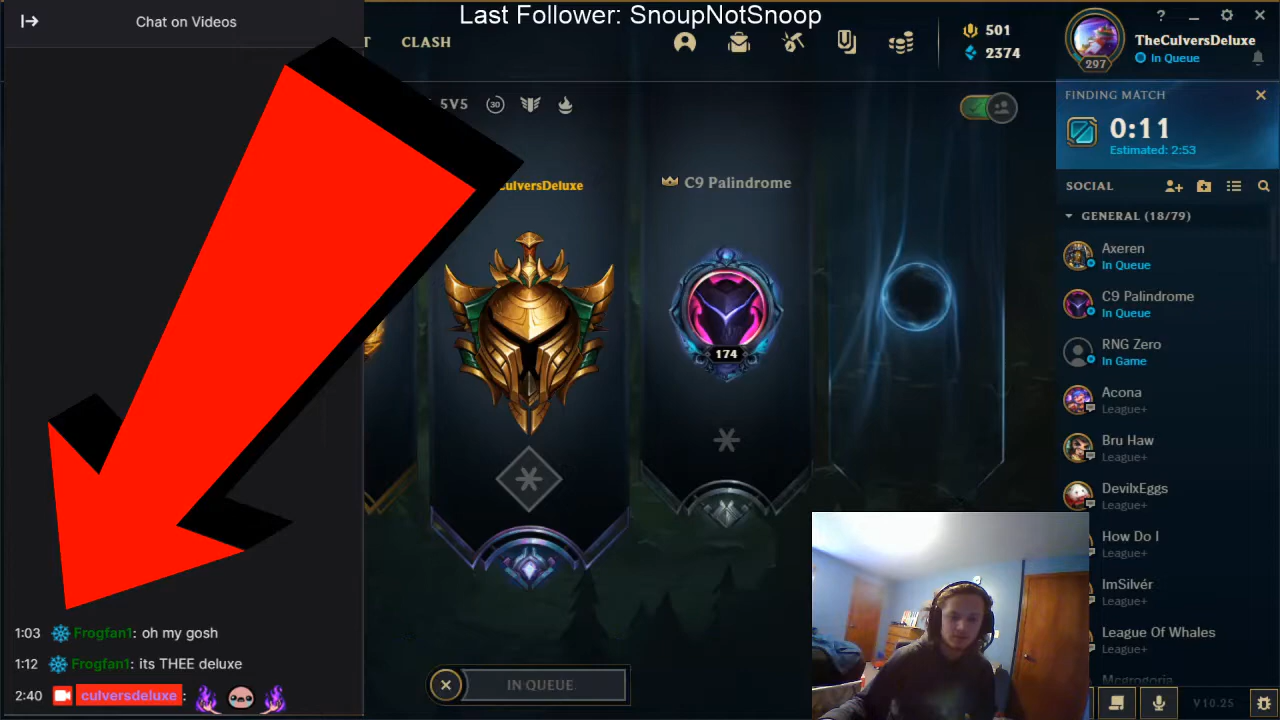 Chat on Videos
Last Follower: SnoupNotSnoop
CLASH
501
2374
297
TheCulversDeluxe
In Queue
5V5
30
FINDING MATCH
0:11
Estimated: 2:53
CulversDeluxe
C9 Palindrome
174
SOCIAL
GENERAL (18/79)
Axeren
In Queue
C9 Palindrome
In Queue
RNG Zero
In Game
Acona
League+
Bru Haw
League+
DevilxEggs
League+
How Do I
League+
ImSilvér
League+
League Of Whales
League+
Mcgrogoria
1:03 Frogfan1: oh my gosh
1:12 Frogfan1: its THEE deluxe
2:40 culversdeluxe:
IN QUEUE
V10.25